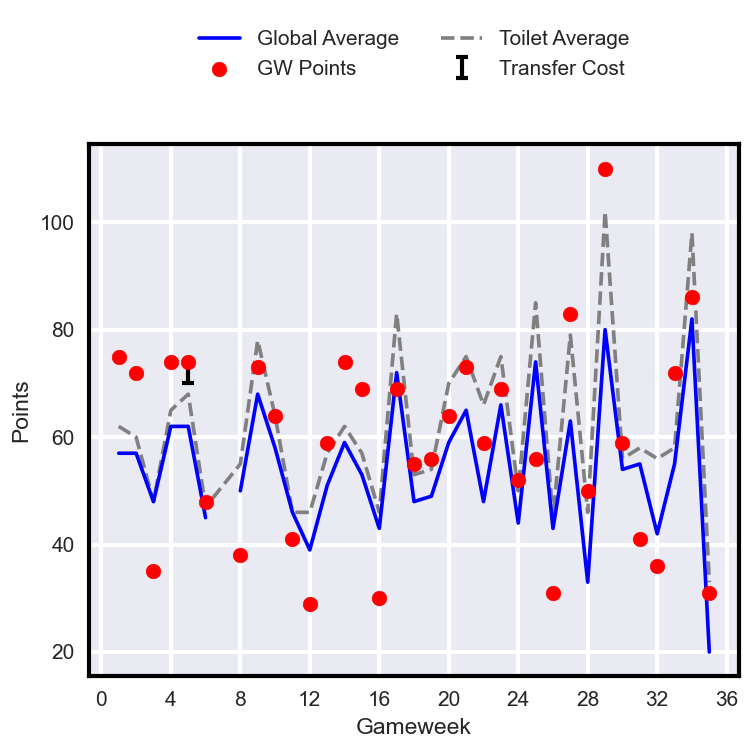 Global Average Toilet Average
GW Points Transfer Cost
100
80
60
40
20
Points
0 4 8 12 16 20 24 28 32 36
Gameweek